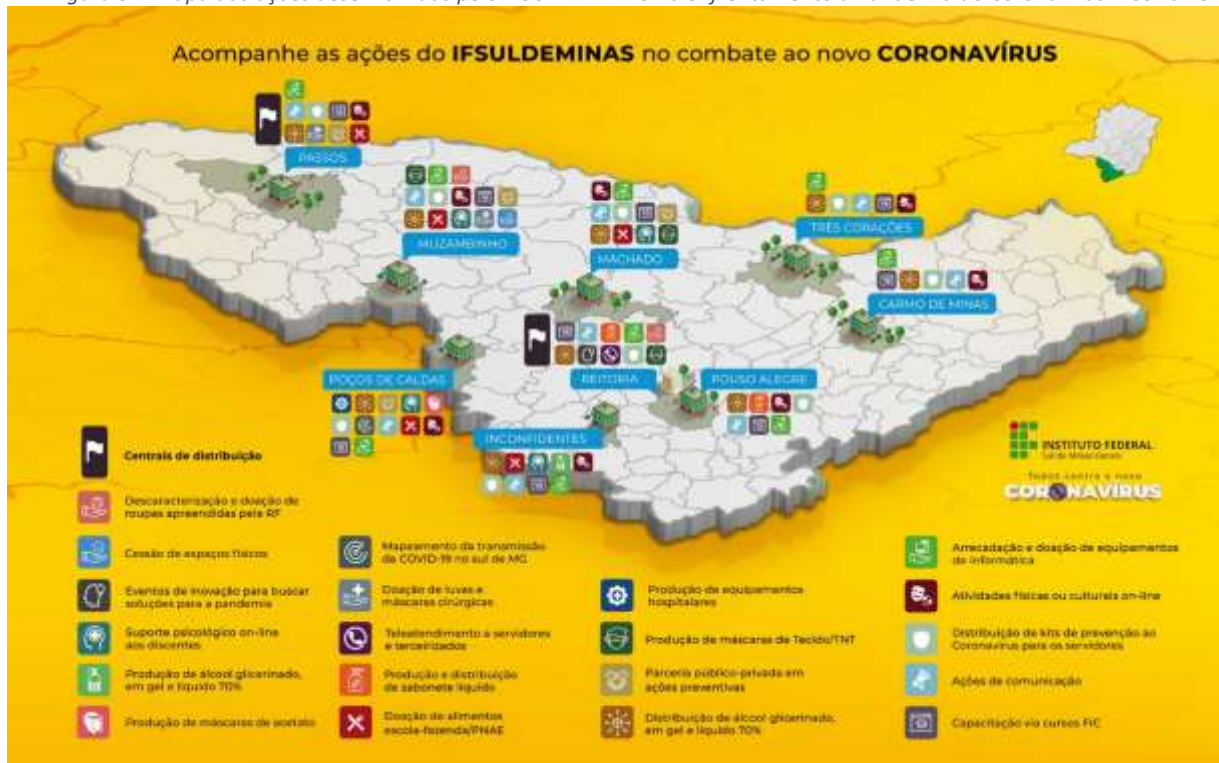 Acompanhe as ações do IFSULDEMINAS no combate ao novo CORONAVÍRUS
PASSOS
MUZAMBINHO
MACHADO
TRÊS CORAÇÕES
CARMO DE MINAS
POÇOS DE CALDAS
REITORIA
POUSO ALEGRE
INCONFIDENTES
INSTITUTO FEDERAL
Sul de Minas Gerais
Todos contra o novo
CORONAVÍRUS
Centrais de distribuição
Descaracterização e doação de
roupas apreendidas pela RF
Cessão de espaços físicos
Eventos de inovação para buscar
soluções para a pandemia
Suporte psicológico on-line
aos discentes
Produção de álcool glicerinado,
em gel e líquido 70%
Produção de máscaras de acetato
Mapeamento da transmissão
da COVID-19 no sul de MG
Doação de luvas e
máscaras cirúrgicas
Teleatendimento a servidores
e terceirizados
Produção e distribuição
de sabonete líquido
Doação de alimentos
escola-fazenda/PNAE
Produção de equipamentos
hospitalares
Produção de máscaras de Tecido/TNT
Parceria público-privada em
ações preventivas
Distribuição de álcool glicerinado,
em gel e líquido 70%
Arrecadação e doação de equipamentos
de informática
Atividades físicas ou culturais on-line
Distribuição de kits de prevenção ao
Coronavírus para os servidores
Ações de comunicação
Capacitação via cursos FIC